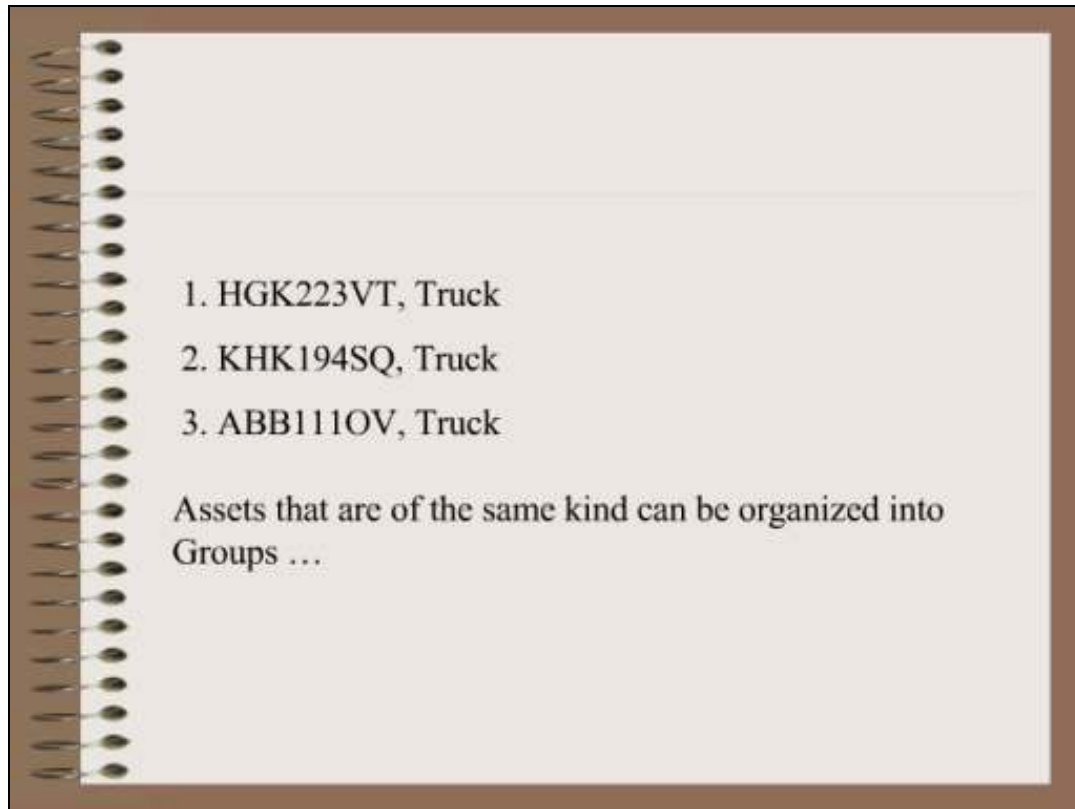 1. HGK223VT, Truck
2. KHK194SQ, Truck
3. ABB111OV, Truck
Assets that are of the same kind can be organized into
Groups …